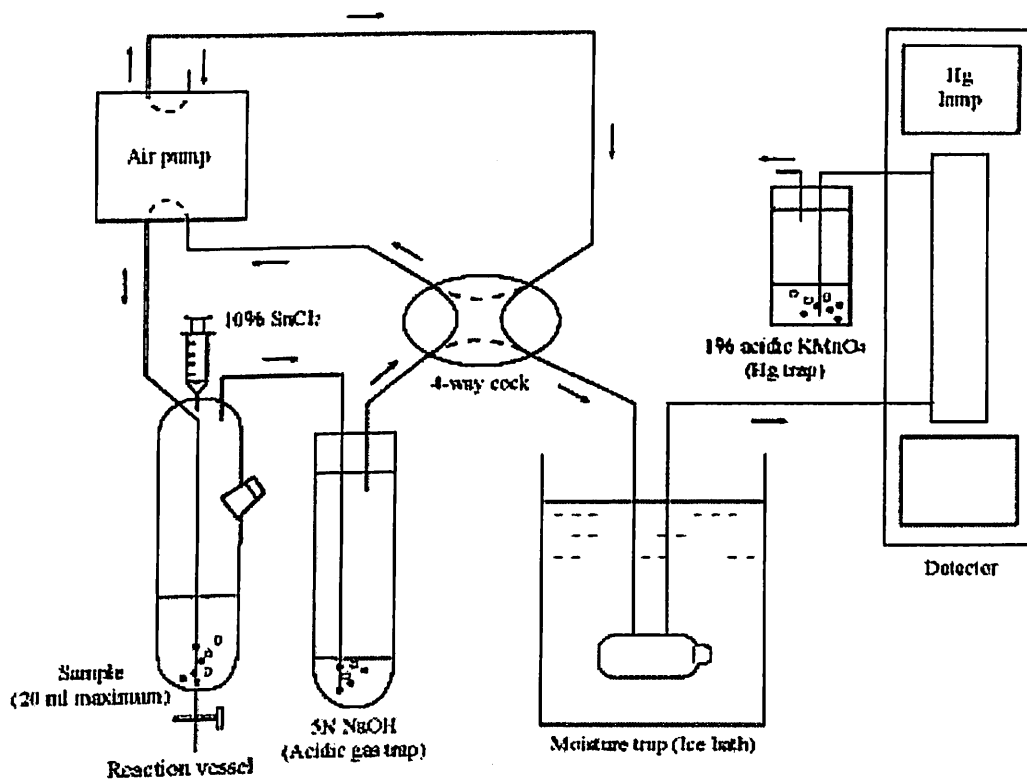 Air pump
Hg
lamp
10% SnCl₂
4-way cock
1% acidic KMnO₄
(Hg trap)
Detector
Sample
(20 ml maximum)
5N NaOH
(Acidic gas trap)
Moisture trap (Ice bath)
Reaction vessel